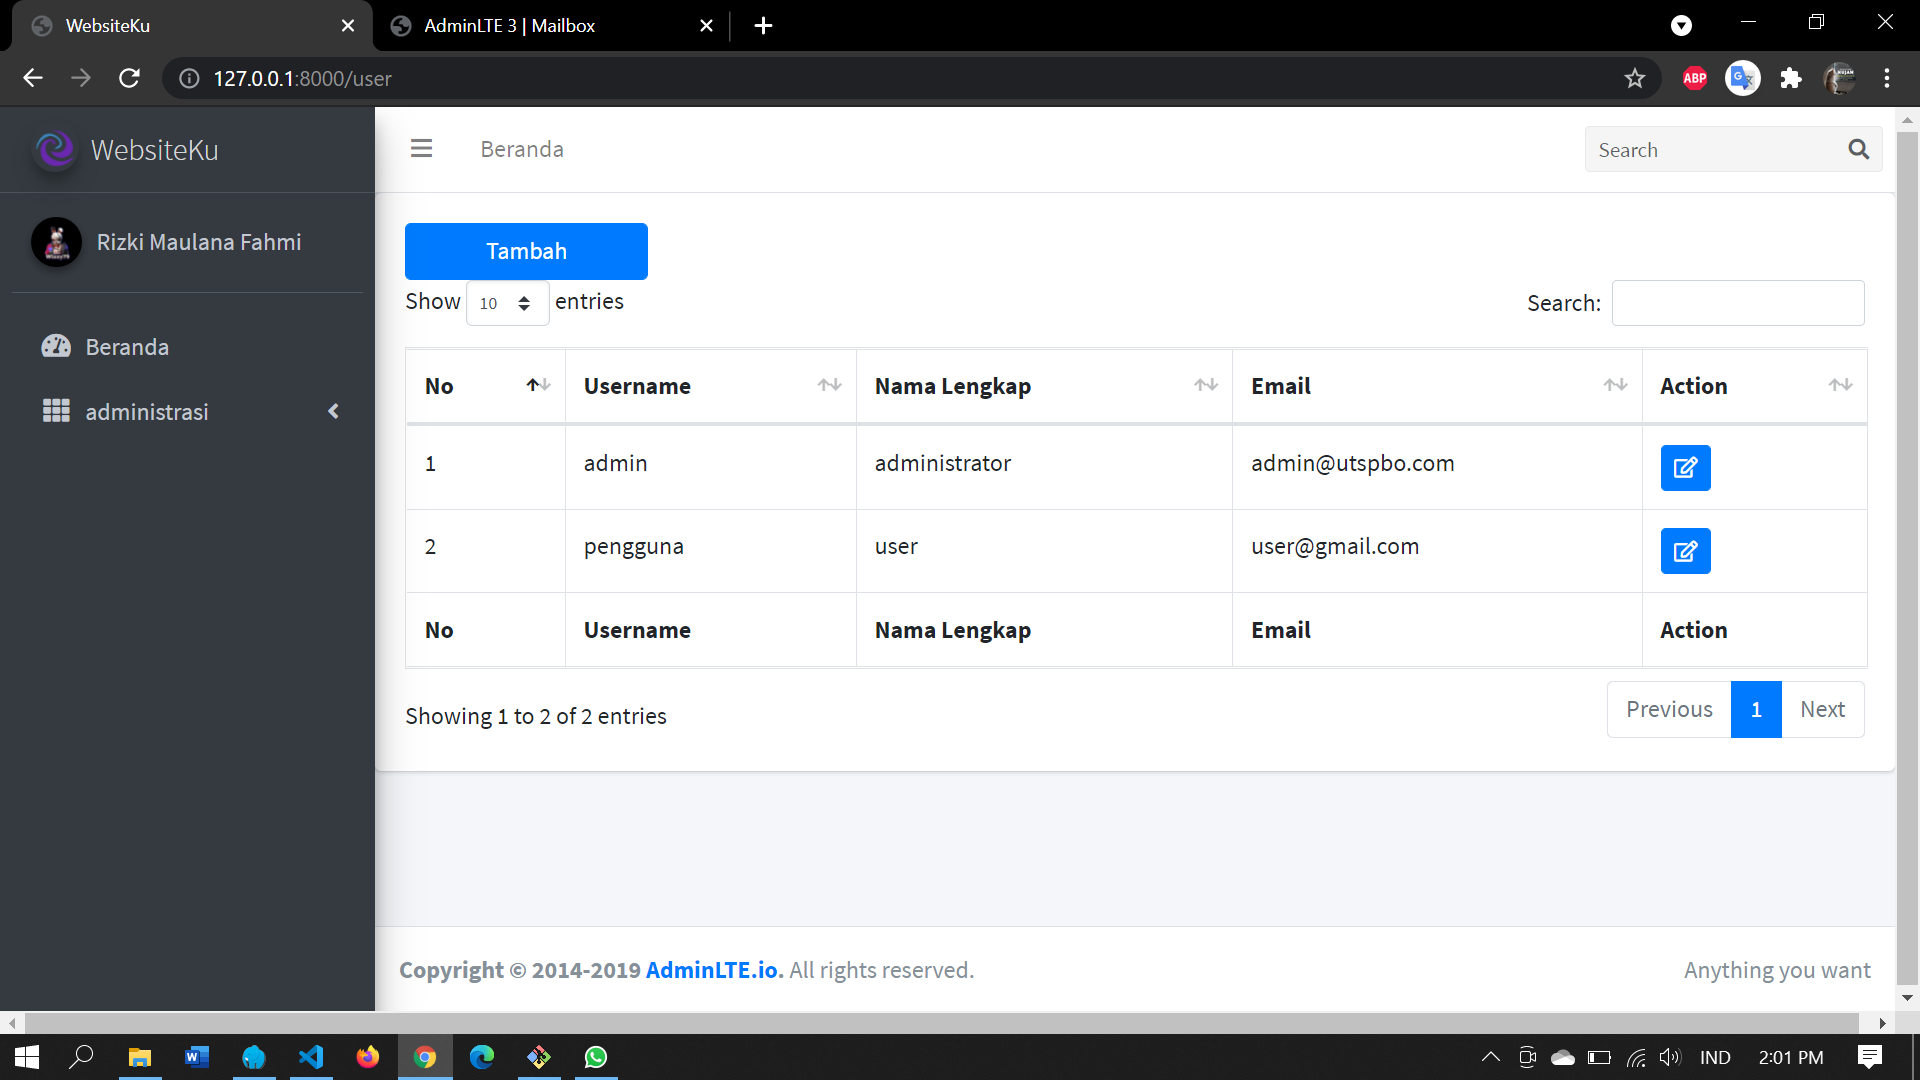 WebsiteKu
AdminLTE 3 | Mailbox
127.0.0.1:8000/user
ABP
WebsiteKu
Beranda
Search
Rizki Maulana Fahmi
Beranda
administrasi
Tambah
Show 10 entries
Search:
No Username Nama Lengkap Email Action
1 admin administrator admin@utspbo.com
2 pengguna user user@gmail.com
No Username Nama Lengkap Email Action
Showing 1 to 2 of 2 entries
Previous 1 Next
Copyright © 2014-2019 AdminLTE.io. All rights reserved.
Anything you want
IND
2:01 PM